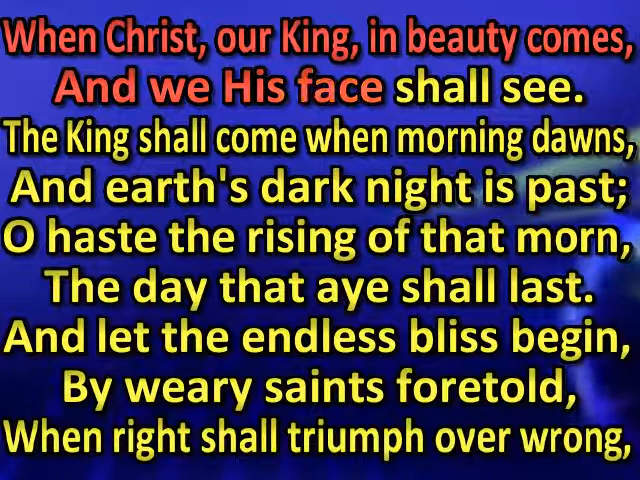 When Christ, our King, in beauty comes,
And we His face shall see.
The King shall come when morning dawns,
And earth's dark night is past;
O haste the rising of that morn,
The day that aye shall last.
And let the endless bliss begin,
By weary saints foretold,
When right shall triumph over wrong,